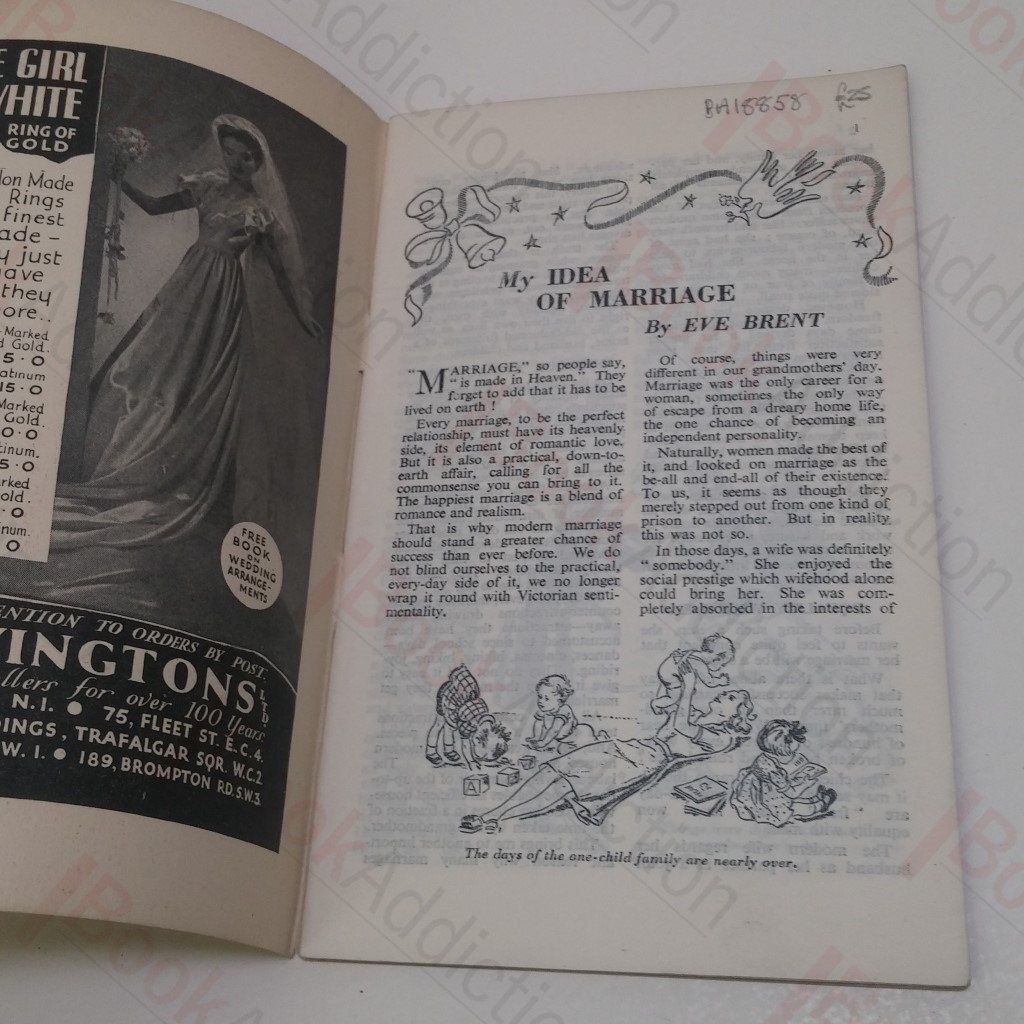 E GIRL
WHITE
RING OF
GOLD
on Made
Rings
finest
ade -
y just
have
they
ore..
Marked
d Gold.
5·0
latinum
15·0
Marked
Gold.
0·0
tinum.
5·0
rked
old.
·0
num.
0
FREE
BOOK
ON
WEDDING
ARRANGE-
MENTS
ENTION TO ORDERS BY POST.
INGTONS LTD.
llers for over 100 Years
N.I. ● 75, FLEET ST. E.C.4.
DINGS, TRAFALGAR SQR. W.C.2
W.I. ● 189, BROMPTON RD. S.W.3.
BA18858 £25
1
My IDEA
OF MARRIAGE
By EVE BRENT
"MARRIAGE," so people say,
"is made in Heaven." They
forget to add that it has to be
lived on earth !
Every marriage, to be the perfect
relationship, must have its heavenly
side, its element of romantic love.
But it is also a practical, down-to-
earth affair, calling for all the
commonsense you can bring to it.
The happiest marriage is a blend of
romance and realism.
That is why modern marriage
should stand a greater chance of
success than ever before. We do
not blind ourselves to the practical,
every-day side of it, we no longer
wrap it round with Victorian senti-
mentality.
Of course, things were very
different in our grandmothers' day.
Marriage was the only career for a
woman, sometimes the only way
of escape from a dreary home life,
the one chance of becoming an
independent personality.
Naturally, women made the best of
it, and looked on marriage as the
be-all and end-all of their existence.
To us, it seems as though they
merely stepped out from one kind of
prison to another. But in reality
this was not so.
In those days, a wife was definitely
"somebody." She enjoyed the
social prestige which wifehood alone
could bring her. She was com-
pletely absorbed in the interests of
A
The days of the one-child family are nearly over.
BookAddiction